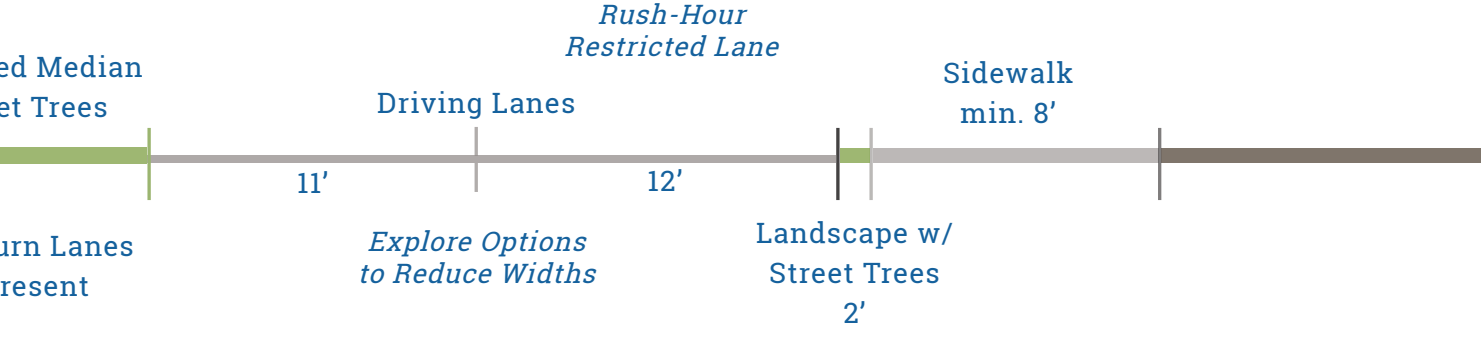 Rush-Hour
Restricted Lane
ed Median
et Trees
Driving Lanes
Sidewalk
min. 8’
11’
12’
urn Lanes
resent
Explore Options
to Reduce Widths
Landscape w/
Street Trees
2’